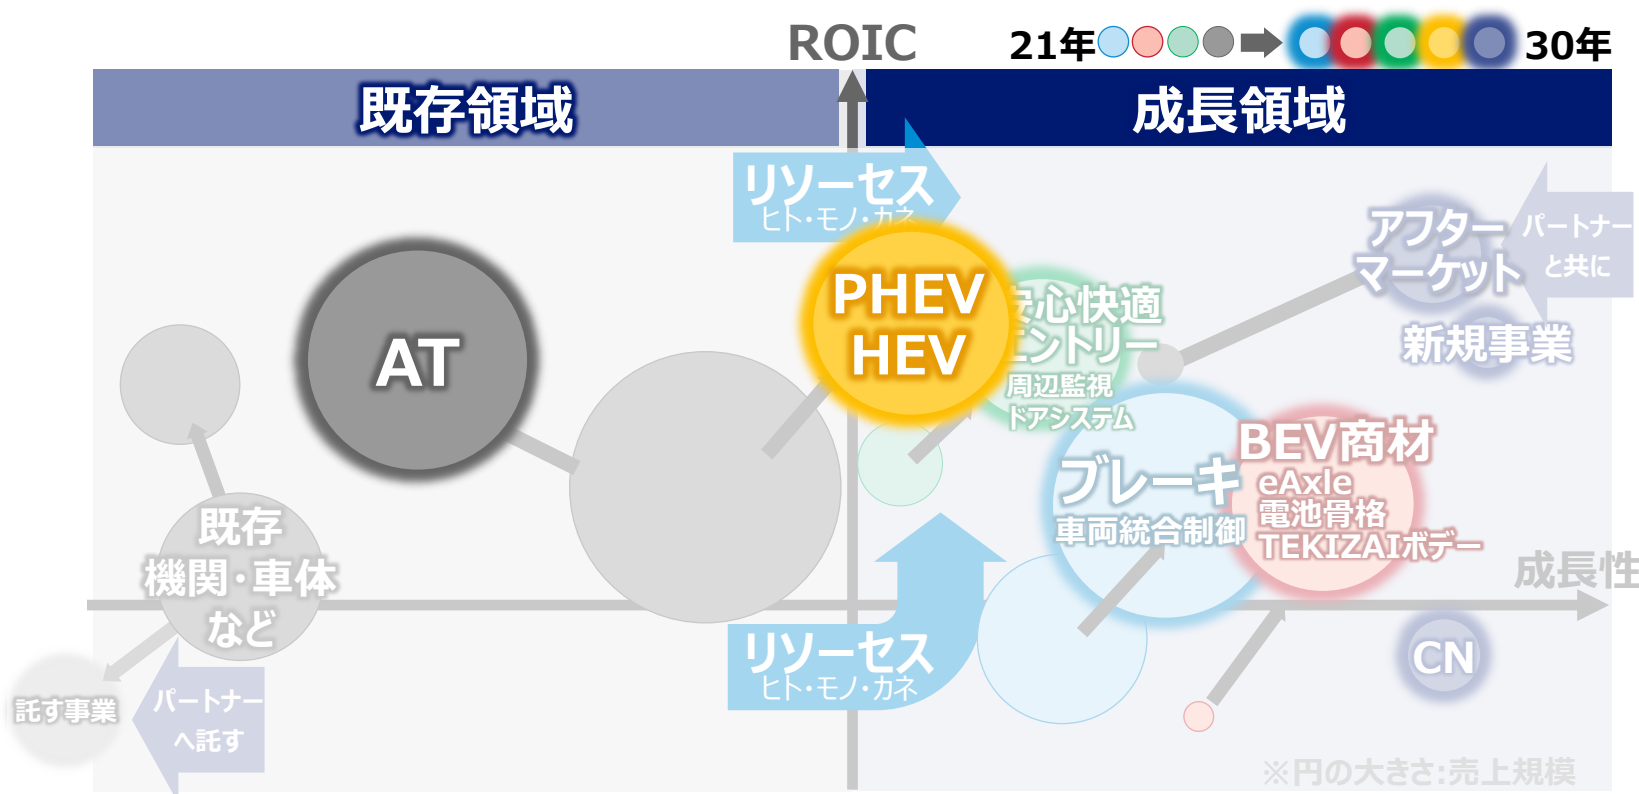 ROIC
21年
30年
既存領域
成長領域
リソーセス
ヒト・モノ・カネ
アフター
マーケット
パートナー
と共に
新規事業
PHEV
HEV
安心快適
エントリー
周辺監視
ドアシステム
AT
BEV商材
eAxle
電池骨格
TEKIZAIボデー
ブレーキ
車両統合制御
既存
機関・車体
など
成長性
リソーセス
ヒト・モノ・カネ
CN
託す事業
パートナー
へ託す
※円の大きさ:売上規模